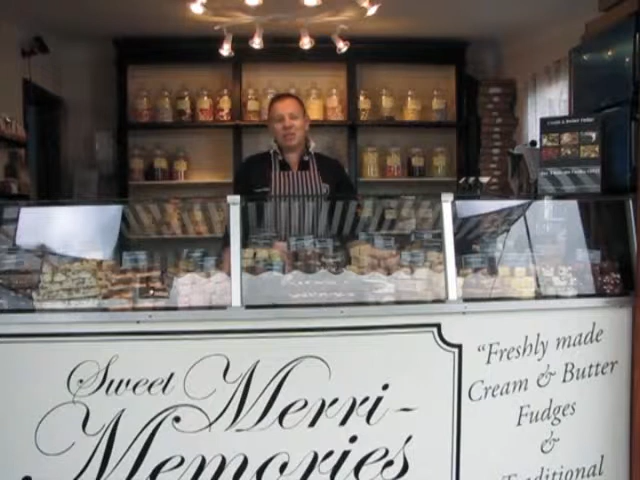 Sweet Merri-
Memories
"Freshly made
Cream & Butter
Fudges
&
Traditional